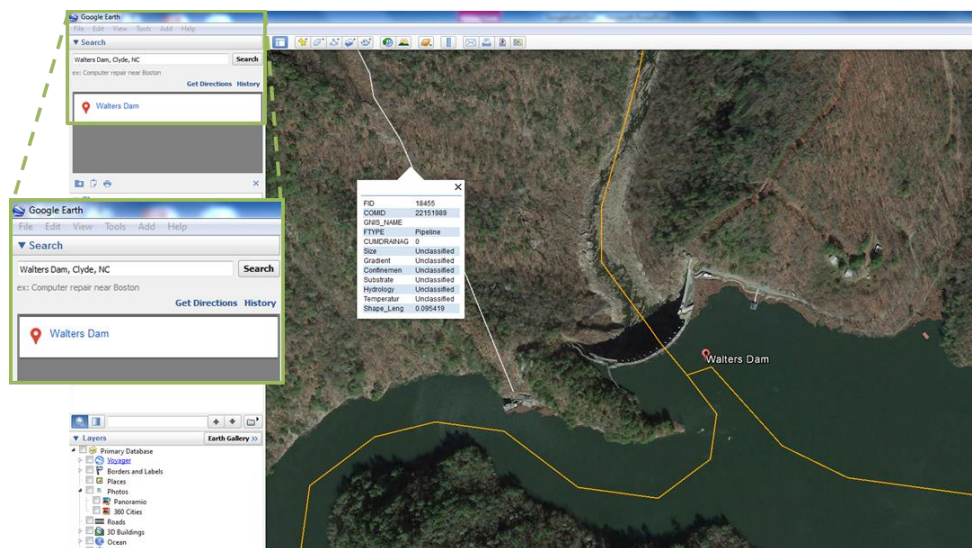 Google Earth
File Edit View Tools Add Help
▼ Search
Walters Dam, Clyde, NC Search
ex: Computer repair near Boston
Get Directions History
Walters Dam
Google Earth
File Edit View Tools Add Help
▼ Search
Walters Dam, Clyde, NC Search
ex: Computer repair near Boston
Get Directions History
Walters Dam
▼ Layers Earth Gallery >>
Primary Database
Voyager
Borders and Labels
Places
Photos
Panoramio
360 Cities
Roads
3D Buildings
Ocean
FID 18455
COMID 22151989
GNIS_NAME
FTYPE Pipeline
CUMDRAINAG 0
Size Unclassified
Gradient Unclassified
Confinemen Unclassified
Substrate Unclassified
Hydrology Unclassified
Temperatur Unclassified
Shape_Leng 0.095419
Walters Dam